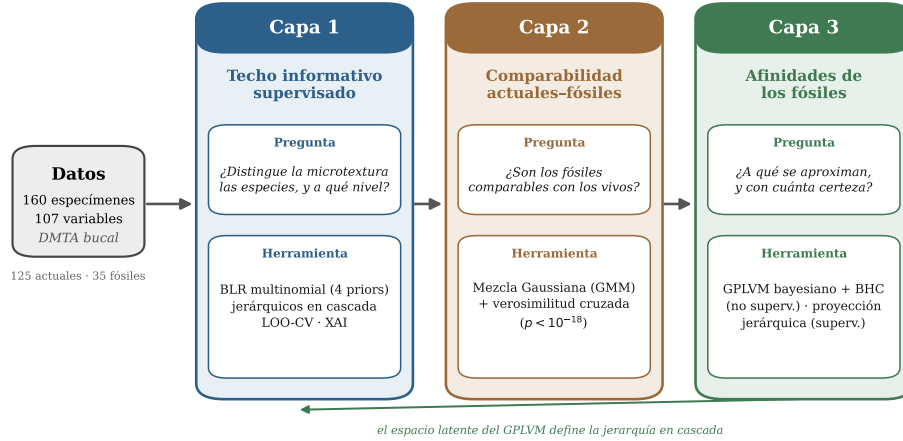 Datos
160 especímenes
107 variables
DMTA bucal
125 actuales · 35 fósiles
Capa 1
Techo informativo
supervisado
Pregunta
¿Distingue la microtextura
las especies, y a qué nivel?
Herramienta
BLR multinomial (4 priors)
jerárquicos en cascada
LOO-CV · XAI
Capa 2
Comparabilidad
actuales–fósiles
Pregunta
¿Son los fósiles
comparables con los vivos?
Herramienta
Mezcla Gaussiana (GMM)
+ verosimilitud cruzada
(p < 10⁻¹⁸)
Capa 3
Afinidades de
los fósiles
Pregunta
¿A qué se aproximan,
y con cuánta certeza?
Herramienta
GPLVM bayesiano + BHC
(no superv.) · proyección
jerárquica (superv.)
el espacio latente del GPLVM define la jerarquía en cascada